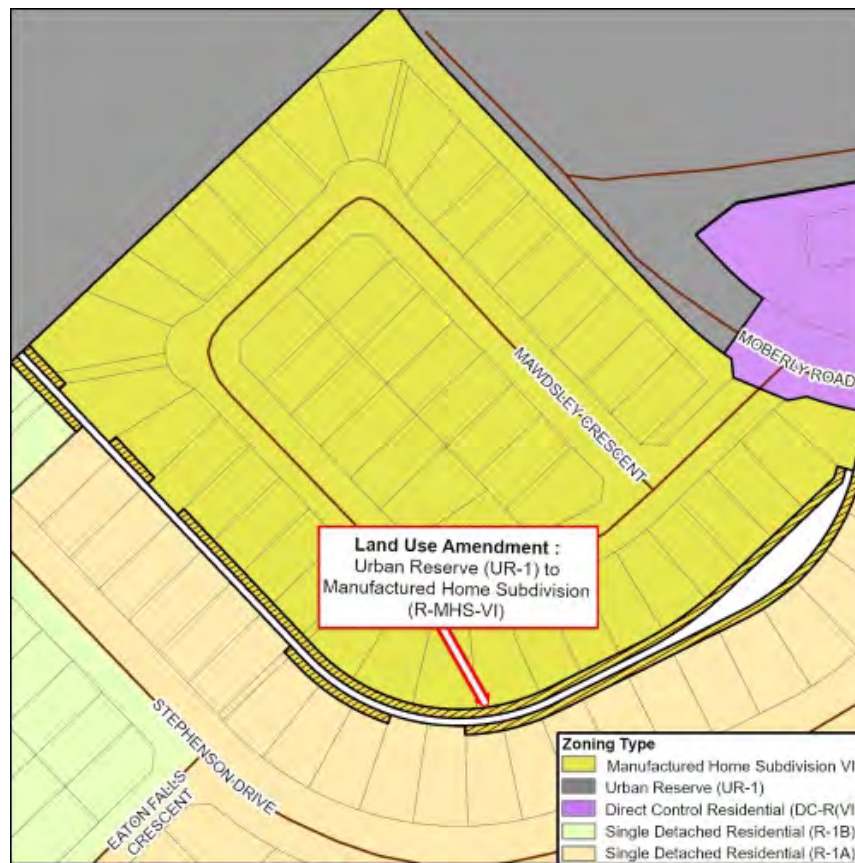 MOBERLY ROAD
MAWDSLEY CRESCENT
Land Use Amendment :
Urban Reserve (UR-1) to
Manufactured Home Subdivision
(R-MHS-VI)
STEPHENSON DRIVE
EATON FALLS
CRESCENT
Zoning Type
Manufactured Home Subdivision VI
Urban Reserve (UR-1)
Direct Control Residential (DC-R(VI
Single Detached Residential (R-1B)
Single Detached Residential (R-1A)